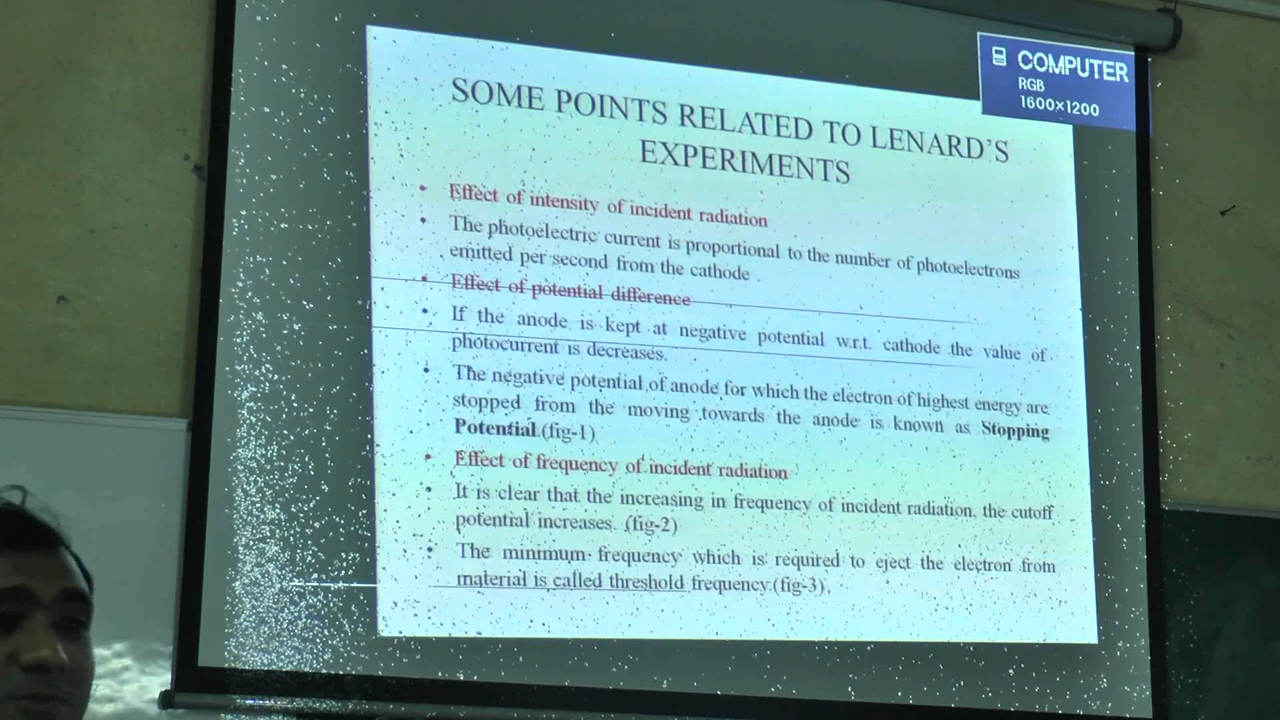 COMPUTER
RGB
1600×1200
SOME POINTS RELATED TO LENARD'S
EXPERIMENTS
• Effect of intensity of incident radiation
• The photoelectric current is proportional to the number of photoelectrons
emitted per second from the cathode
• Effect of potential difference
• If the anode is kept at negative potential w.r.t. cathode the value of
photocurrent is decreases.
• The negative potential of anode for which the electron of highest energy are
stopped from the moving towards the anode is known as Stopping
Potential.(fig-1)
• Effect of frequency of incident radiation
• It is clear that the increasing in frequency of incident radiation, the cutoff
potential increases. (fig-2)
• The minimum frequency which is required to eject the electron from
material is called threshold frequency.(fig-3).